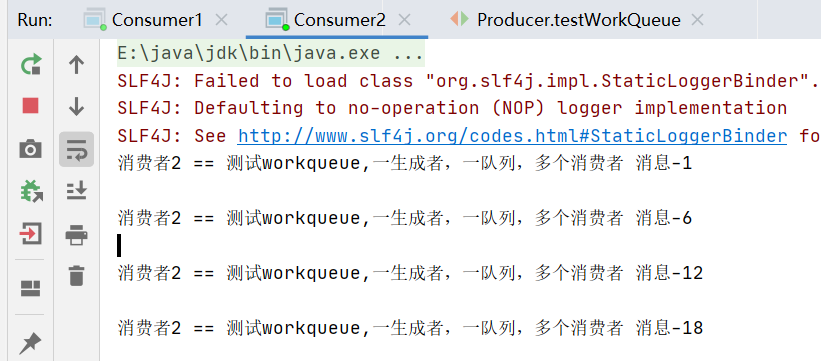 Run: Consumer1 Consumer2 Producer.testWorkQueue
E:\java\jdk\bin\java.exe ...
SLF4J: Failed to load class "org.slf4j.impl.StaticLoggerBinder".
SLF4J: Defaulting to no-operation (NOP) logger implementation
SLF4J: See http://www.slf4j.org/codes.html#StaticLoggerBinder fo
消费者2 == 测试workqueue,一生成者，一队列，多个消费者 消息-1
消费者2 == 测试workqueue,一生成者，一队列，多个消费者 消息-6
消费者2 == 测试workqueue,一生成者，一队列，多个消费者 消息-12
消费者2 == 测试workqueue,一生成者，一队列，多个消费者 消息-18